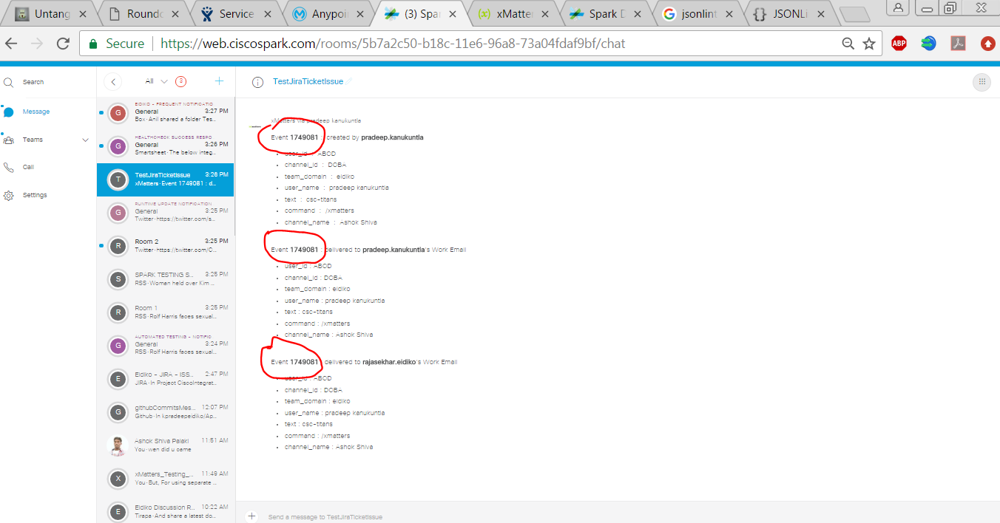 Untang
Roundc
Service
Anypoin
(3) Spar
xMatter
Spark D
jsonlint
JSONLi
Secure
https://web.ciscospark.com/rooms/5b7a2c50-b18c-11e6-96a8-73a04fdaf9bf/chat
ABP
Search
Message
Teams
Call
Settings
All
3
EIDIKO - FREQUENT NOTIFICATIO
G
General 3:27 PM
Box · Anil shared a folder Tes...
HEALTHCHECK SUCCESS RESPO
G
General 3:26 PM
Smartsheet · The below integ...
T
TestJiraTicketIssue 3:26 PM
xMatters · Event 1749081 : d...
RUNTIME UPDATE NOTIFICATION
G
General 3:25 PM
Twitter · https://twitter.com/s...
R
Room 2 3:25 PM
Twitter · https://twitter.com/C...
S
SPARK TESTING S... 3:25 PM
RSS · Woman held over Kim ...
R
Room 1 3:25 PM
RSS · Rolf Harris faces sexual...
AUTOMATED TESTING - NOTIFIC
G
General 3:24 PM
RSS · Rolf Harris faces sexual...
E
Eidiko - JIRA - ISS... 2:47 PM
JIRA · In Project CiscoIntegrat...
G
githubCommitsMes... 12:07 PM
Github · In kpradeepeidiko/Ap...
Ashok Shiva Palaki 11:51 AM
You · wen did u came
X
xMatters_Testing_... 11:49 AM
You · But, For using separate ...
E
Eidiko Discussion R... 10:22 AM
Tirapa · And share a latest do...
TestJiraTicketIssue
xMatters via pradeep kanukuntla
Event 1749081 : created by pradeep.kanukuntla
user_id : ABCD
channel_id : DOBA
team_domain : eidiko
user_name : pradeep kanukuntla
text : csc-titans
command : /xmatters
channel_name : Ashok Shiva
Event 1749081 : delivered to pradeep.kanukuntla's Work Email
user_id : ABCD
channel_id : DOBA
team_domain : eidiko
user_name : pradeep kanukuntla
text : csc-titans
command : /xmatters
channel_name : Ashok Shiva
Event 1749081 : delivered to rajasekhar.eidiko's Work Email
user_id : ABCD
channel_id : DOBA
team_domain : eidiko
user_name : pradeep kanukuntla
text : csc-titans
command : /xmatters
channel_name : Ashok Shiva
Send a message to TestJiraTicketIssue